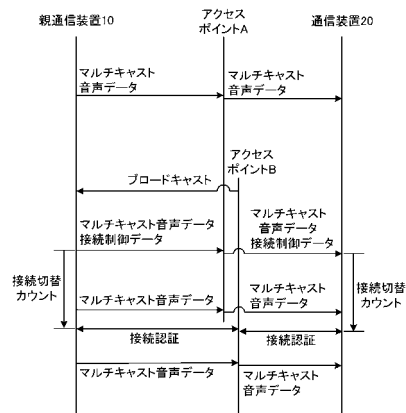 親通信装置10
アクセス
ポイントA
通信装置20
マルチキャスト
音声データ
マルチキャスト
音声データ
アクセス
ポイントB
ブロードキャスト
マルチキャスト音声データ
接続制御データ
マルチキャスト
音声データ
接続制御データ
接続切替
カウント
接続切替
カウント
マルチキャスト音声データ
マルチキャスト
音声データ
接続認証
接続認証
マルチキャスト音声データ
マルチキャスト
音声データ